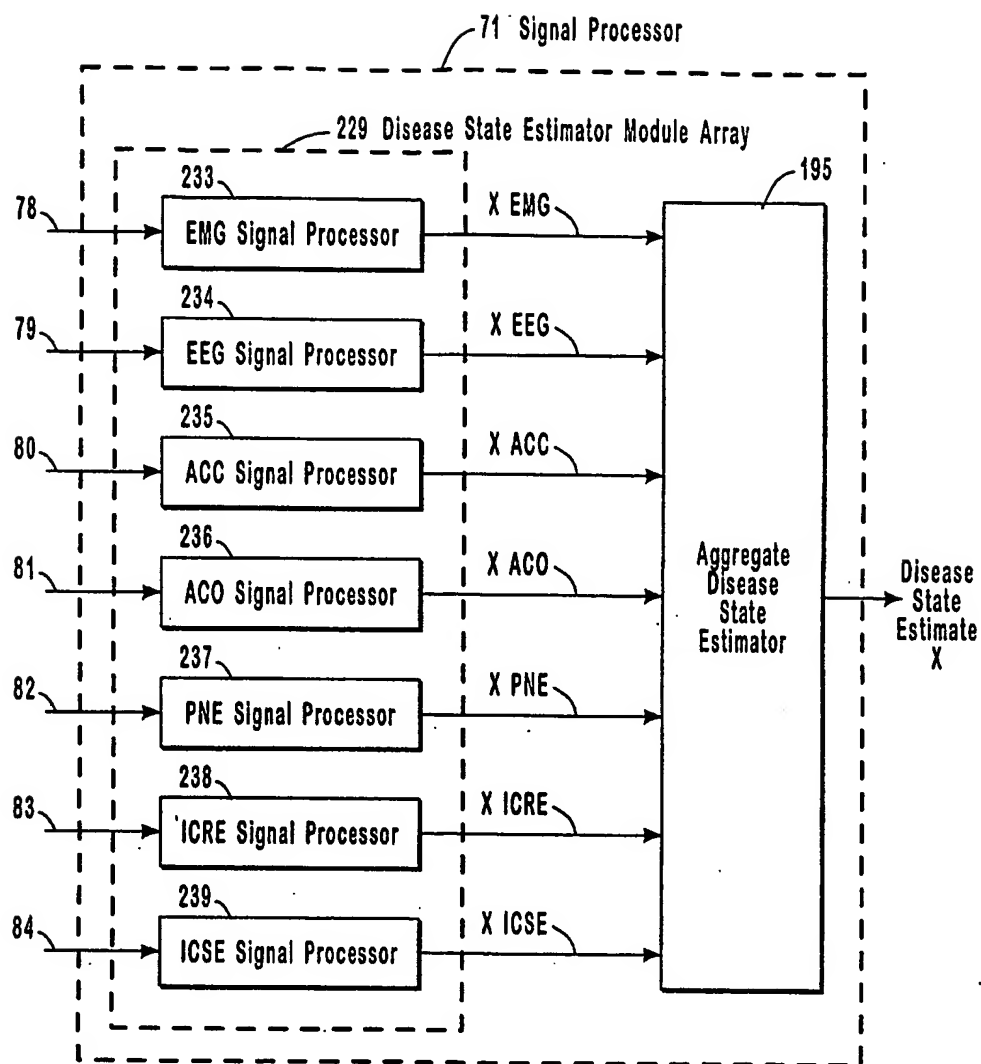 71 Signal Processor
229 Disease State Estimator Module Array
195
233
78
EMG Signal Processor
X EMG
234
79
EEG Signal Processor
X EEG
235
80
ACC Signal Processor
X ACC
236
81
ACO Signal Processor
X ACO
Aggregate
Disease
State
Estimator
Disease
State
Estimate
X
237
82
PNE Signal Processor
X PNE
238
83
ICRE Signal Processor
X ICRE
239
84
ICSE Signal Processor
X ICSE